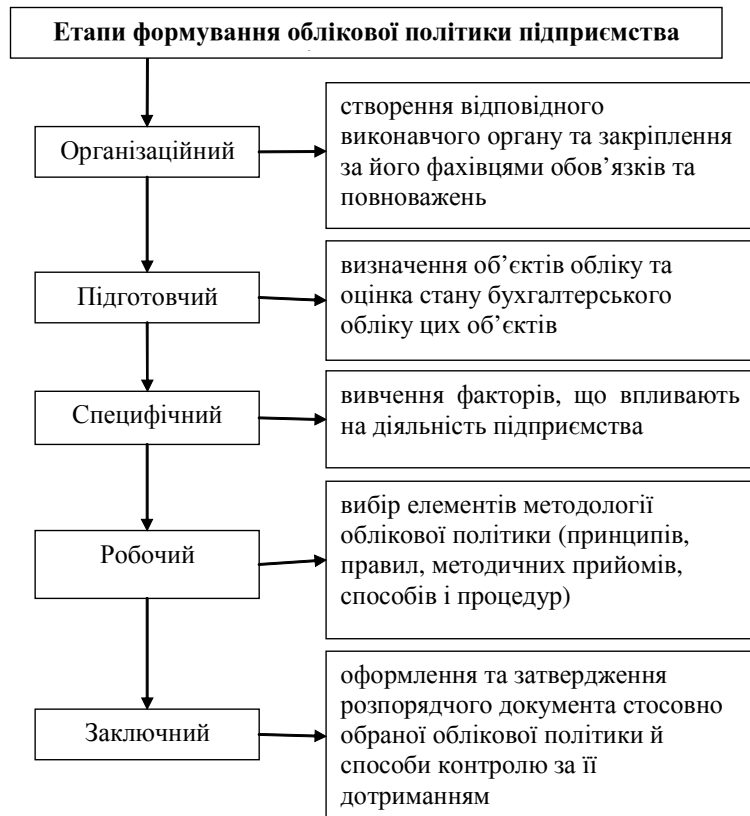 Етапи формування облікової політики підприємства
Організаційний
створення відповідного
виконавчого органу та закріплення
за його фахівцями обов’язків та
повноважень
Підготовчий
визначення об’єктів обліку та
оцінка стану бухгалтерського
обліку цих об’єктів
Специфічний
вивчення факторів, що впливають
на діяльність підприємства
Робочий
вибір елементів методології
облікової політики (принципів,
правил, методичних прийомів,
способів і процедур)
Заключний
оформлення та затвердження
розпорядчого документа стосовно
обраної облікової політики й
способи контролю за її
дотриманням